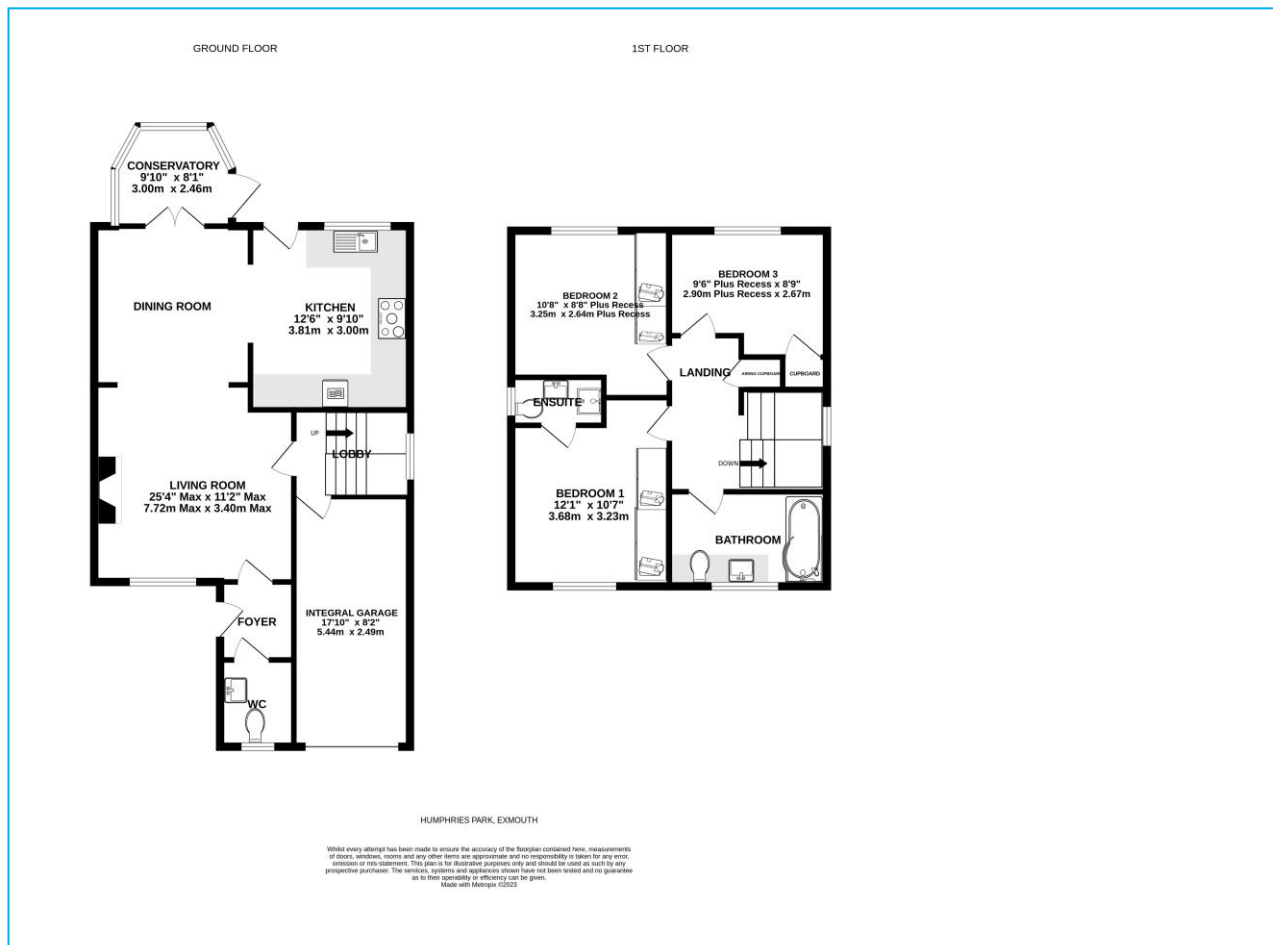 GROUND FLOOR
1ST FLOOR
CONSERVATORY
9'10" x 8'1"
3.00m x 2.46m
DINING ROOM
KITCHEN
12'6" x 9'10"
3.81m x 3.00m
UP
LOBBY
LIVING ROOM
25'4" Max x 11'2" Max
7.72m Max x 3.40m Max
INTEGRAL GARAGE
17'10" x 8'2"
5.44m x 2.49m
FOYER
WC
BEDROOM 2
10'8" x 8'8" Plus Recess
3.25m x 2.64m Plus Recess
BEDROOM 3
9'6" Plus Recess x 8'9"
2.90m Plus Recess x 2.67m
LANDING
AIRING CUPBOARD
CUPBOARD
ENSUITE
DOWN
BEDROOM 1
12'1" x 10'7"
3.68m x 3.23m
BATHROOM
HUMPHRIES PARK, EXMOUTH
Whilst every attempt has been made to ensure the accuracy of the floorplan contained here, measurements
of doors, windows, rooms and any other items are approximate and no responsibility is taken for any error,
omission or mis-statement. This plan is for illustrative purposes only and should be used as such by any
prospective purchaser. The services, systems and appliances shown have not been tested and no guarantee
as to their operability or efficiency can be given.
Made with Metropix ©2023